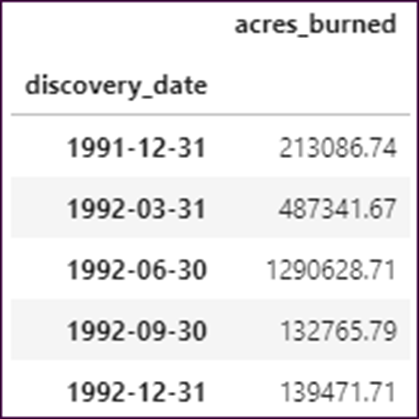 acres_burned
discovery_date
1991-12-31 213086.74
1992-03-31 487341.67
1992-06-30 1290628.71
1992-09-30 132765.79
1992-12-31 139471.71